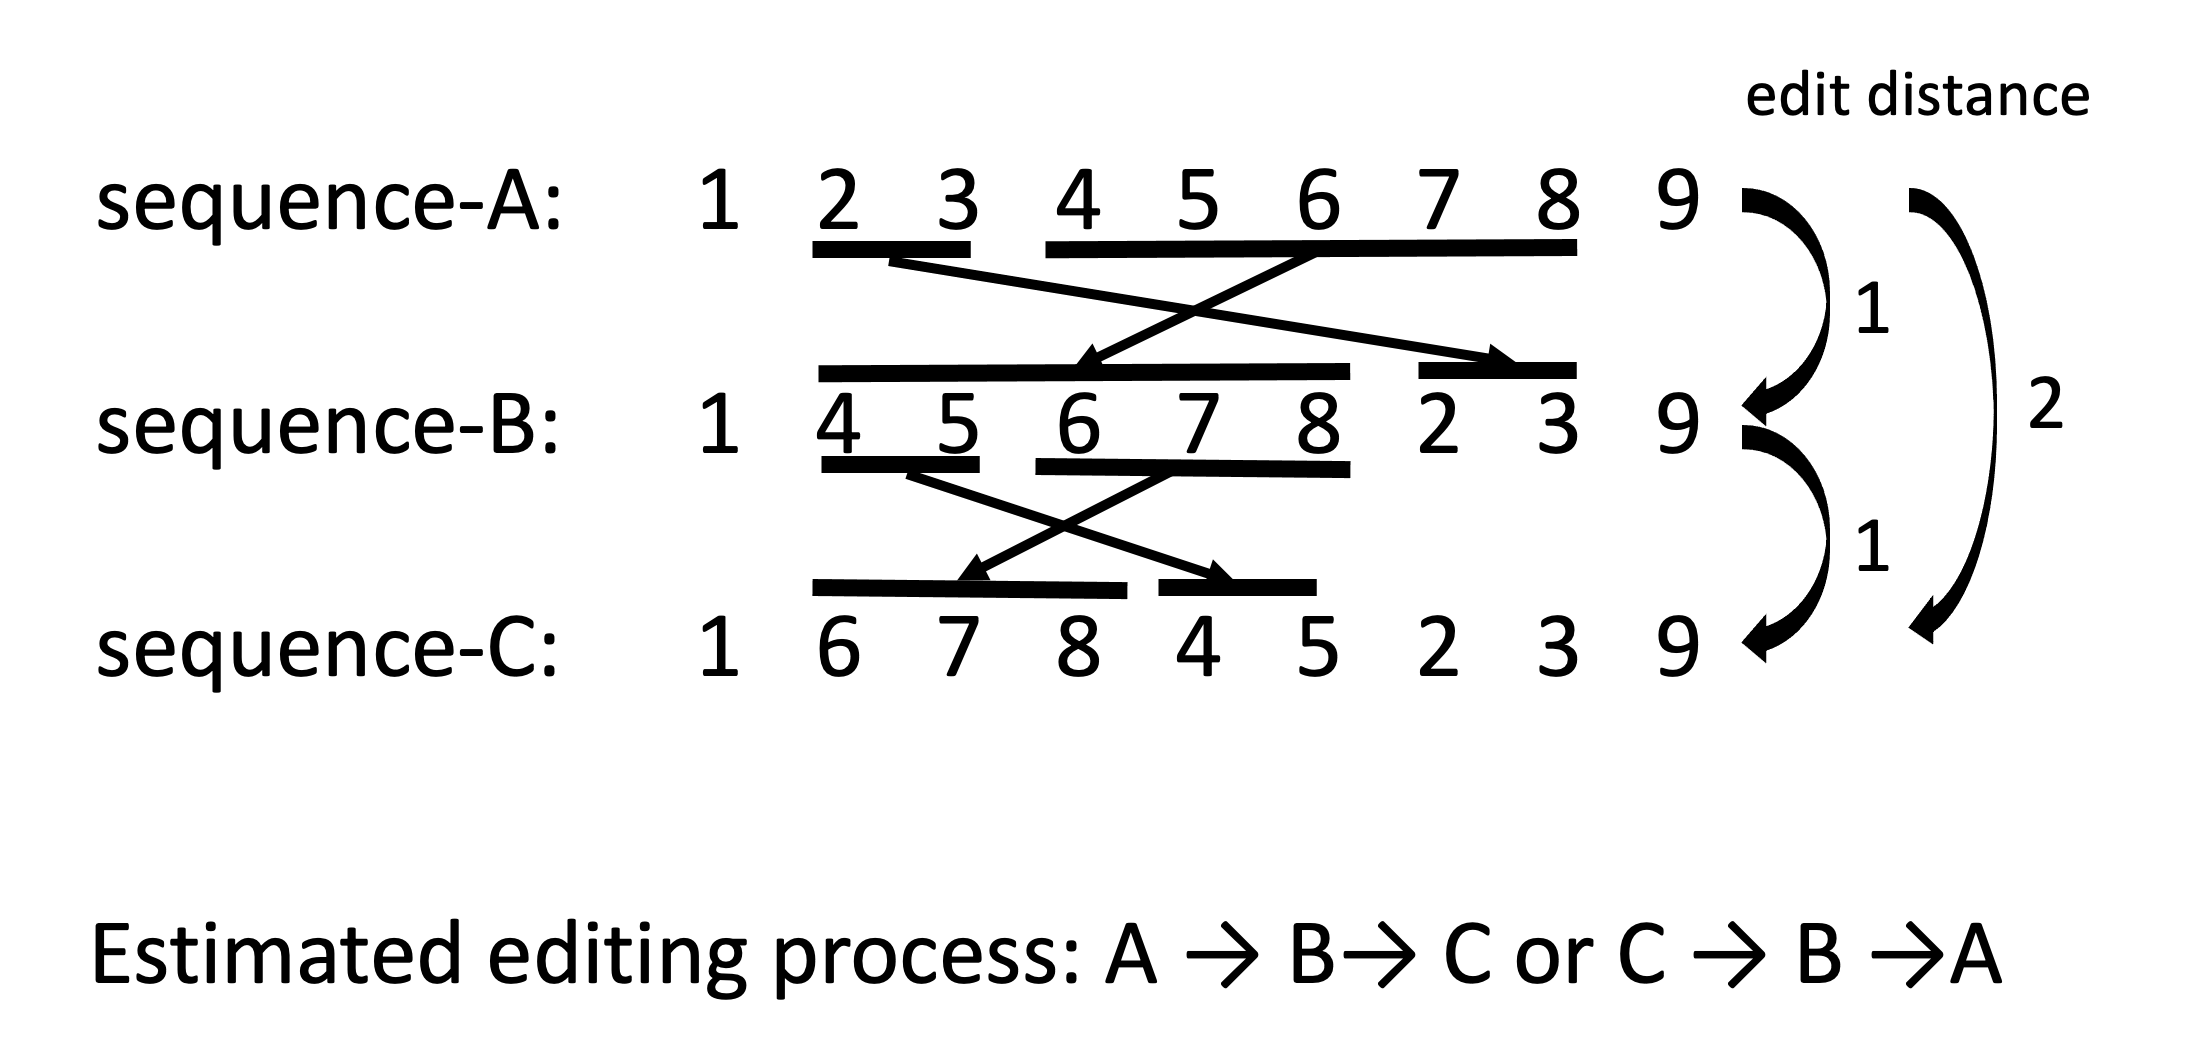 edit distance
sequence-A: 1 2 3 4 5 6 7 8 9
1
sequence-B: 1 4 5 6 7 8 2 3 9
2
1
sequence-C: 1 6 7 8 4 5 2 3 9
Estimated editing process: A → B→ C or C → B →A